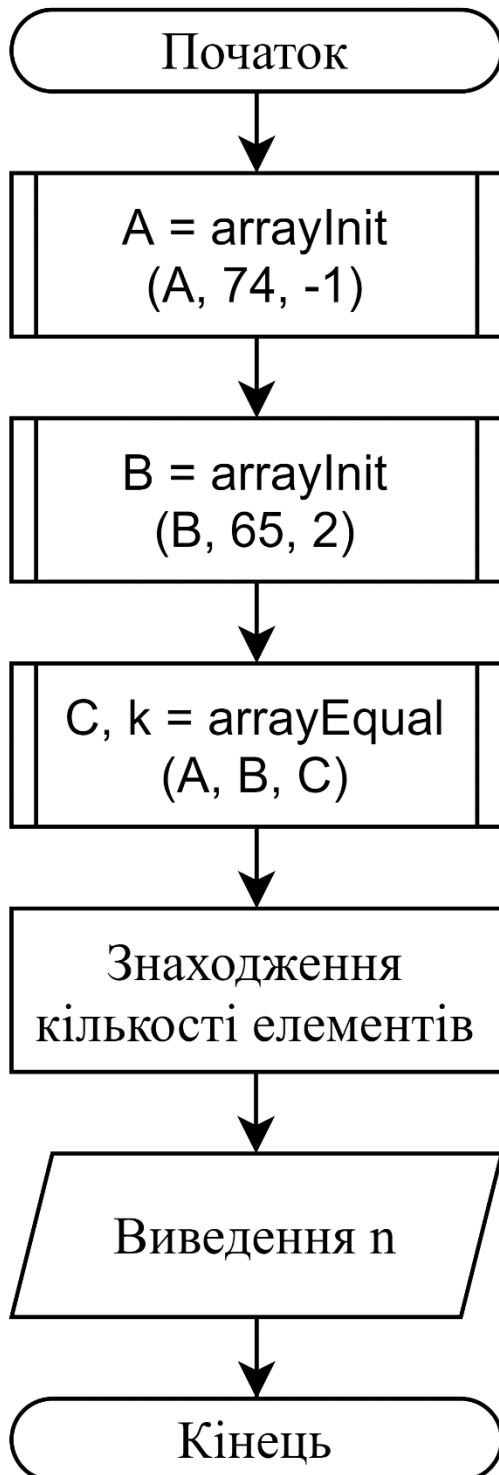 Початок
A = arrayInit
(A, 74, -1)
B = arrayInit
(B, 65, 2)
C, k = arrayEqual
(A, B, C)
Знаходження
кількості елементів
Виведення n
Кінець